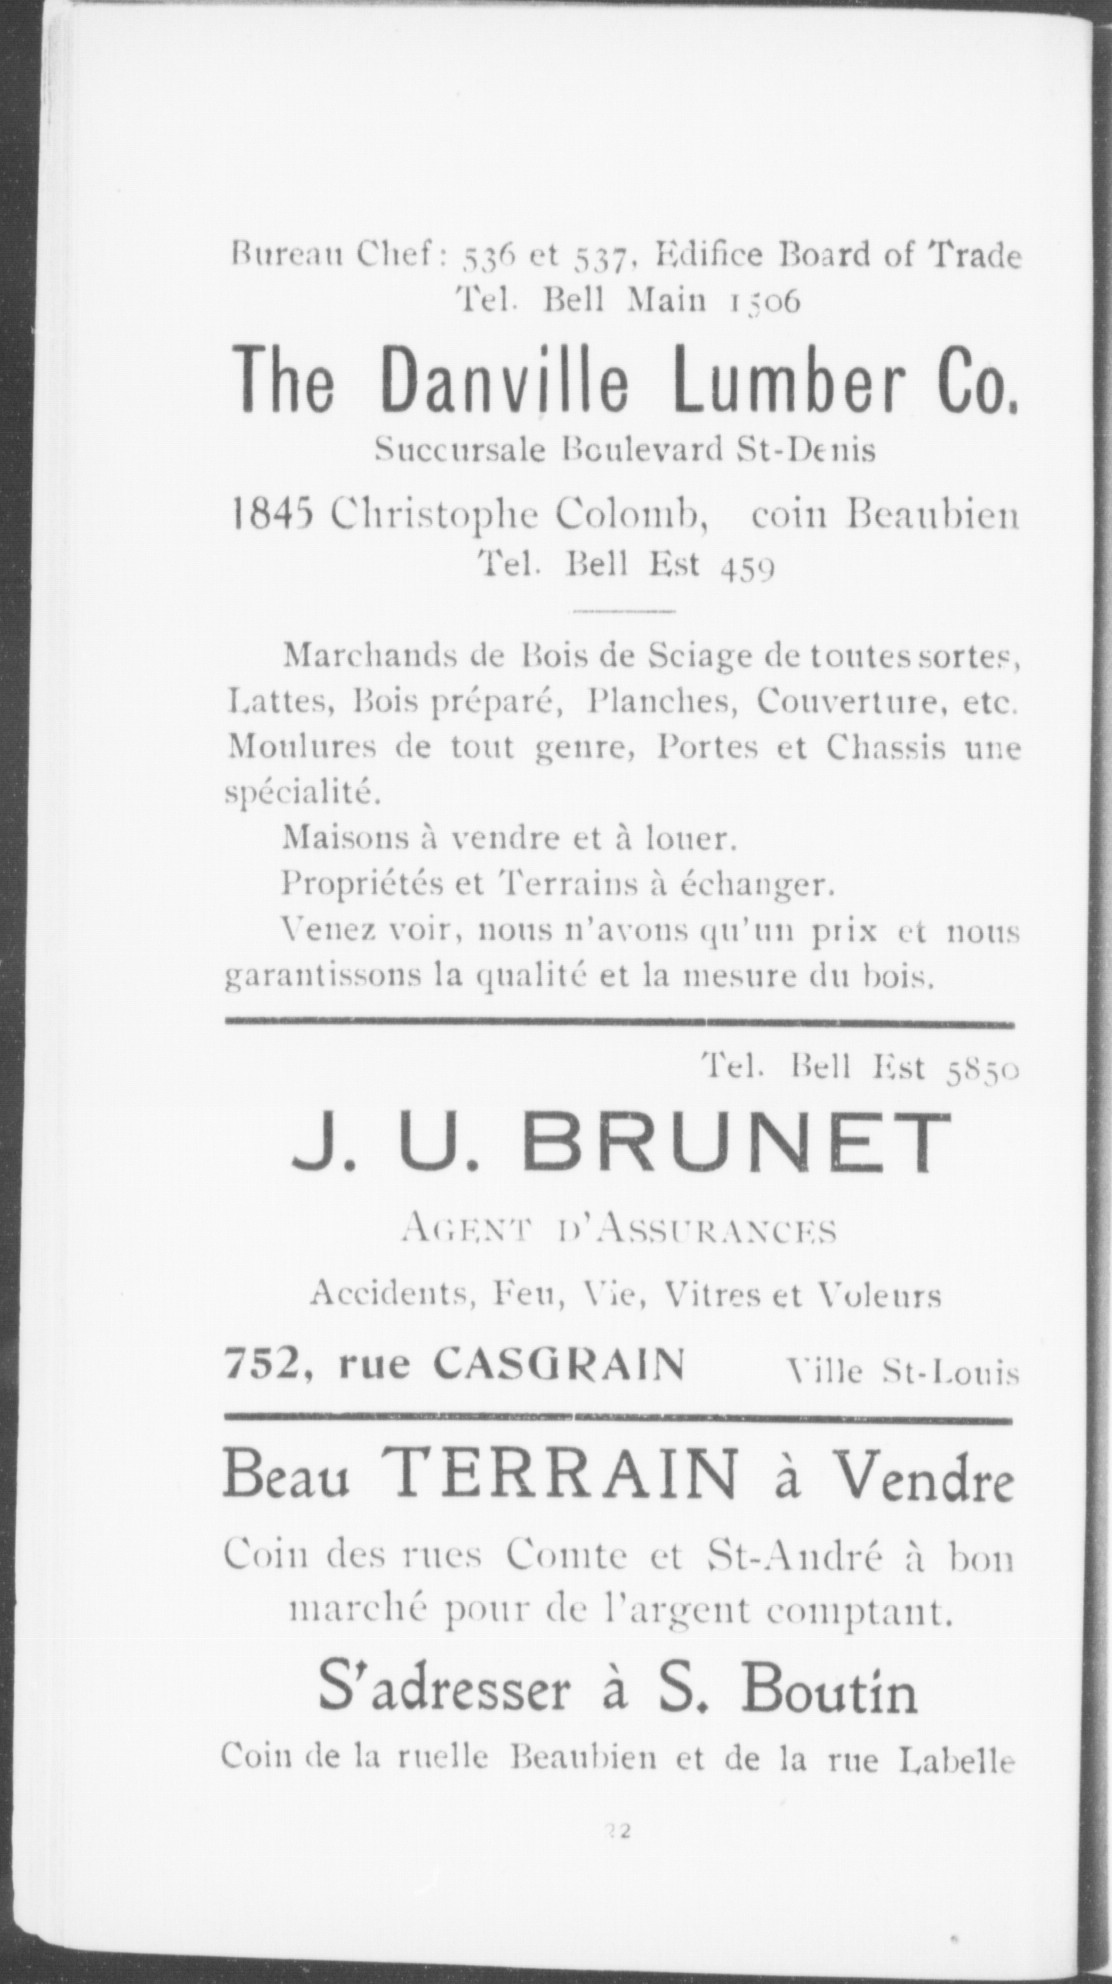 Bureau Chef: 536 et 537, Edifice Board of Trade
Tel. Bell Main 1506
The Danville Lumber Co.
Succursale Boulevard St-Denis
1845 Christophe Colomb, coin Beaubien
Tel. Bell Est 459
Marchands de Bois de Sciage de toutes sortes,
Lattes, Bois préparé, Planches, Couverture, etc.
Moulures de tout genre, Portes et Chassis une
spécialité.
Maisons à vendre et à louer.
Propriétés et Terrains à échanger.
Venez voir, nous n'avons qu'un prix et nous
garantissons la qualité et la mesure du bois.
Tel. Bell Est 5850
J. U. BRUNET
AGENT D'ASSURANCES
Accidents, Feu, Vie, Vitres et Voleurs
752, rue CASGRAIN Ville St-Louis
Beau TERRAIN à Vendre
Coin des rues Comte et St-André à bon
marché pour de l'argent comptant.
S'adresser à S. Boutin
Coin de la ruelle Beaubien et de la rue Labelle
22